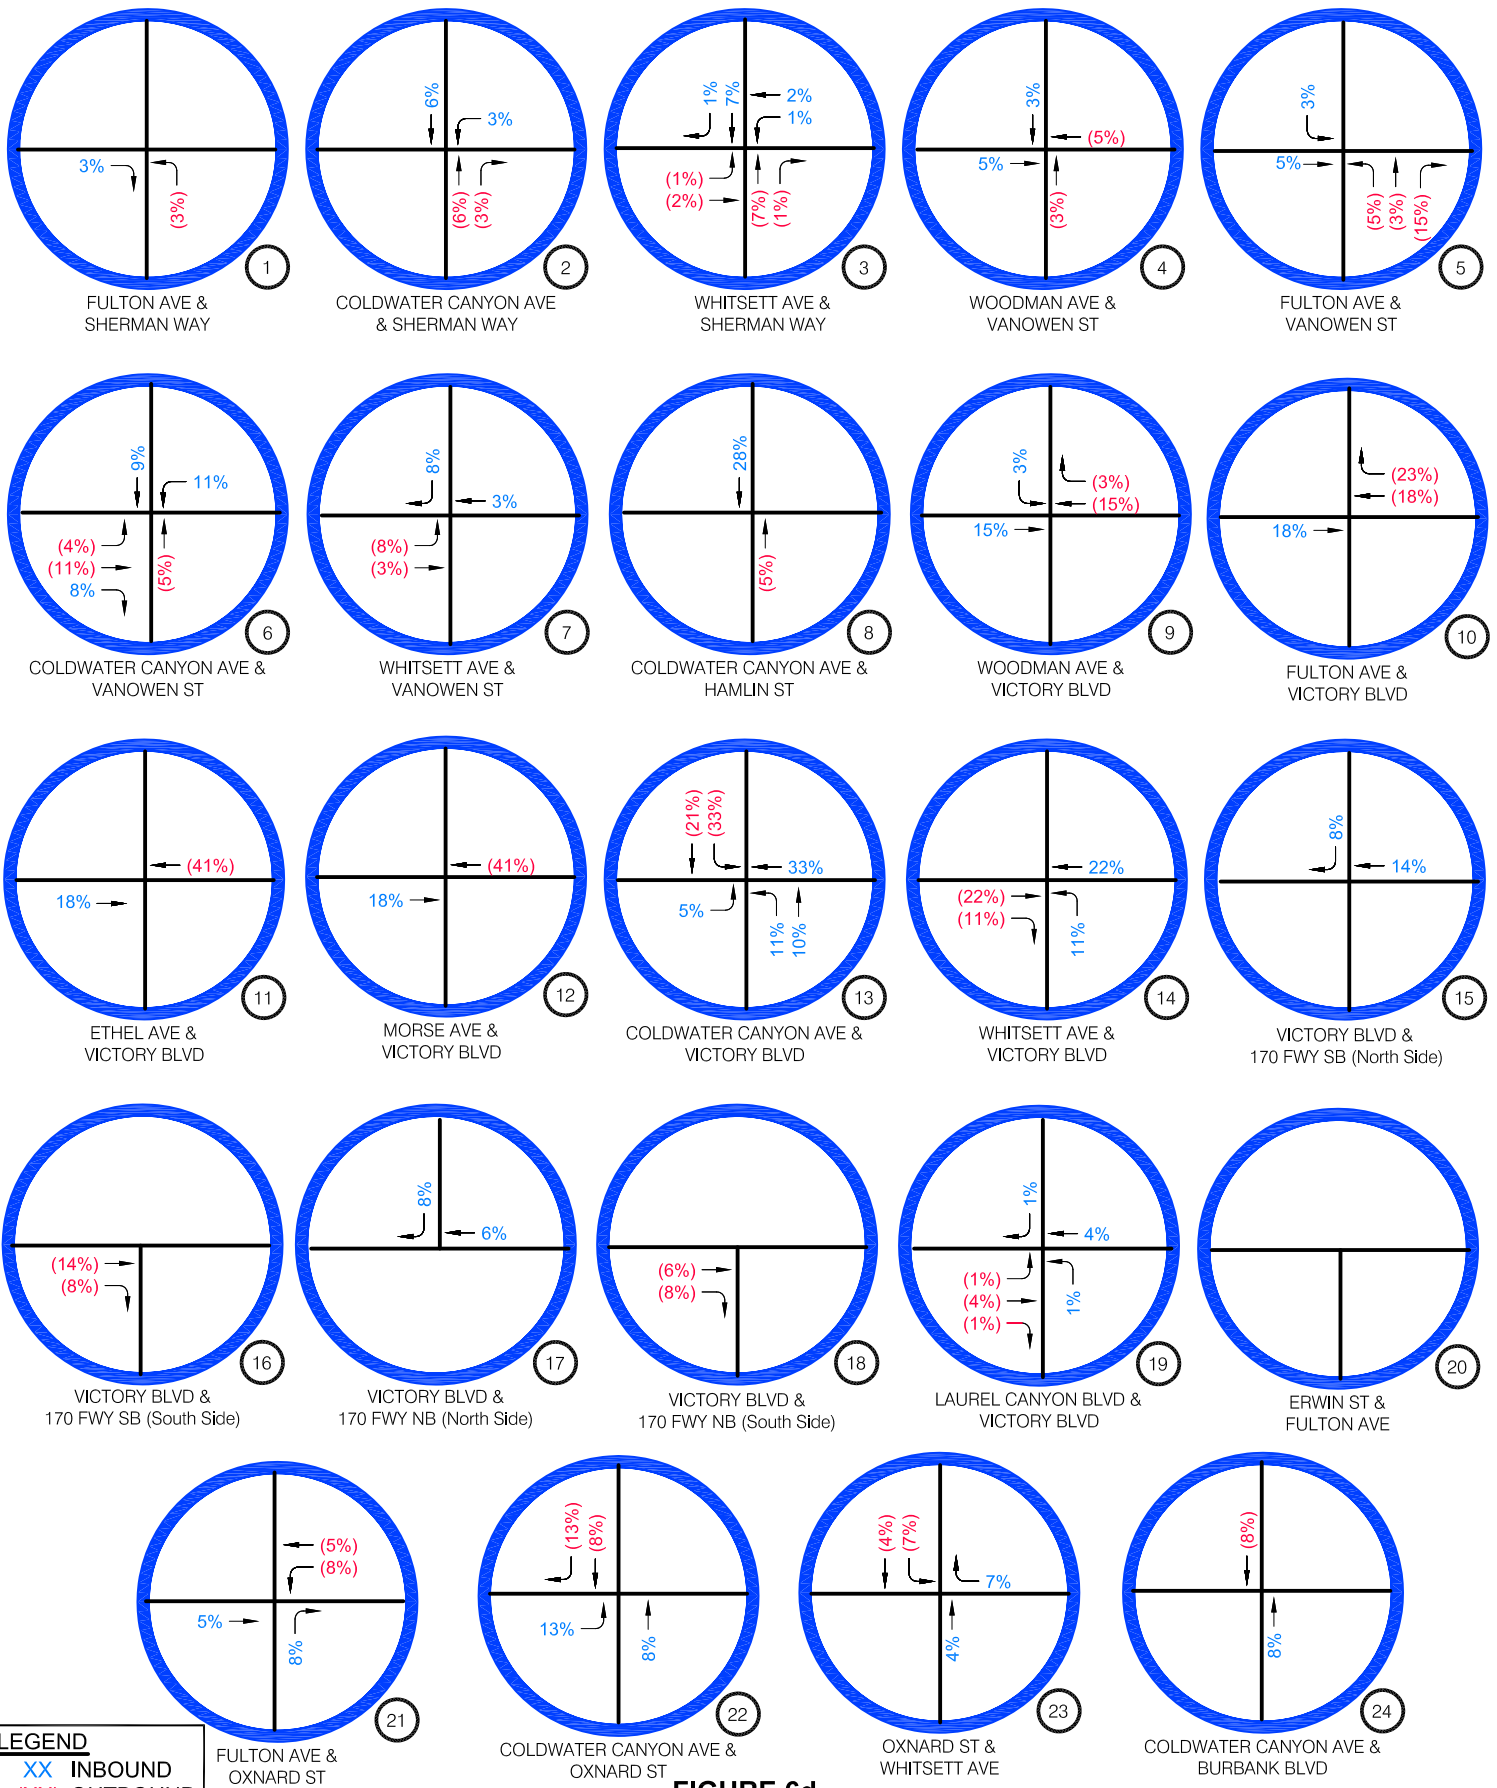 3%
(3%)
1
FULTON AVE &
SHERMAN WAY
6%
3%
(6%)
(3%)
2
COLDWATER CANYON AVE
& SHERMAN WAY
1%
7%
2%
1%
(1%)
(2%)
(7%)
(1%)
3
WHITSETT AVE &
SHERMAN WAY
3%
(5%)
5%
(3%)
4
WOODMAN AVE &
VANOWEN ST
3%
5%
(5%)
(3%)
(15%)
5
FULTON AVE &
VANOWEN ST
9%
11%
(4%)
(11%)
8%
(5%)
6
COLDWATER CANYON AVE &
VANOWEN ST
8%
3%
(8%)
(3%)
7
WHITSETT AVE &
VANOWEN ST
28%
(5%)
8
COLDWATER CANYON AVE &
HAMLIN ST
3%
(3%)
(15%)
15%
9
WOODMAN AVE &
VICTORY BLVD
(23%)
(18%)
18%
10
FULTON AVE &
VICTORY BLVD
(41%)
18%
11
ETHEL AVE &
VICTORY BLVD
(41%)
18%
12
MORSE AVE &
VICTORY BLVD
(21%)
(33%)
33%
5%
11%
10%
13
COLDWATER CANYON AVE &
VICTORY BLVD
22%
(22%)
(11%)
11%
14
WHITSETT AVE &
VICTORY BLVD
8%
14%
15
VICTORY BLVD &
170 FWY SB (North Side)
(14%)
(8%)
16
VICTORY BLVD &
170 FWY SB (South Side)
8%
6%
17
VICTORY BLVD &
170 FWY NB (North Side)
(6%)
(8%)
18
VICTORY BLVD &
170 FWY NB (South Side)
1%
4%
(1%)
(4%)
(1%)
1%
19
LAUREL CANYON BLVD &
VICTORY BLVD
20
ERWIN ST &
FULTON AVE
(5%)
(8%)
5%
8%
21
FULTON AVE &
OXNARD ST
(13%)
(8%)
13%
8%
22
COLDWATER CANYON AVE &
OXNARD ST
(4%)
(7%)
7%
4%
23
OXNARD ST &
WHITSETT AVE
(8%)
8%
24
COLDWATER CANYON AVE &
BURBANK BLVD
LEGEND
XX INBOUND
(XX) OUTBOUND
FIGURE 6d